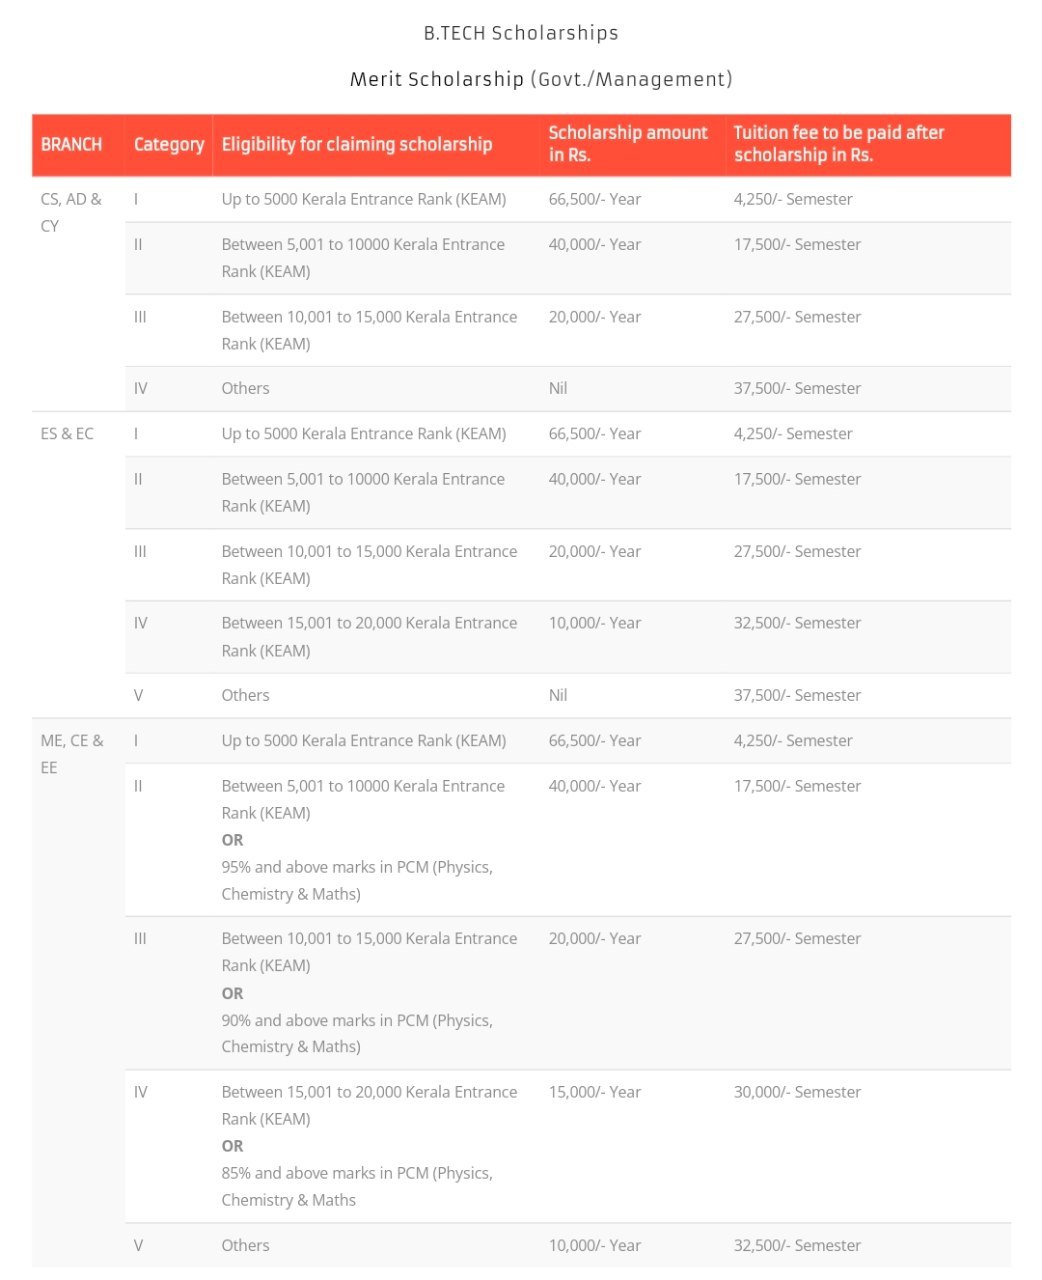 B.TECH Scholarships
Merit Scholarship (Govt./Management)
BRANCH Category Eligibility for claiming scholarship Scholarship amount in Rs. Tuition fee to be paid after scholarship in Rs.
CS, AD & CY I Up to 5000 Kerala Entrance Rank (KEAM) 66,500/- Year 4,250/- Semester
II Between 5,001 to 10000 Kerala Entrance 40,000/- Year 17,500/- Semester
Rank (KEAM)
III Between 10,001 to 15,000 Kerala Entrance 20,000/- Year 27,500/- Semester
Rank (KEAM)
IV Others Nil 37,500/- Semester
ES & EC I Up to 5000 Kerala Entrance Rank (KEAM) 66,500/- Year 4,250/- Semester
II Between 5,001 to 10000 Kerala Entrance 40,000/- Year 17,500/- Semester
Rank (KEAM)
III Between 10,001 to 15,000 Kerala Entrance 20,000/- Year 27,500/- Semester
Rank (KEAM)
IV Between 15,001 to 20,000 Kerala Entrance 10,000/- Year 32,500/- Semester
Rank (KEAM)
V Others Nil 37,500/- Semester
ME, CE & EE I Up to 5000 Kerala Entrance Rank (KEAM) 66,500/- Year 4,250/- Semester
II Between 5,001 to 10000 Kerala Entrance 40,000/- Year 17,500/- Semester
Rank (KEAM)
OR
95% and above marks in PCM (Physics,
Chemistry & Maths)
III Between 10,001 to 15,000 Kerala Entrance 20,000/- Year 27,500/- Semester
Rank (KEAM)
OR
90% and above marks in PCM (Physics,
Chemistry & Maths)
IV Between 15,001 to 20,000 Kerala Entrance 15,000/- Year 30,000/- Semester
Rank (KEAM)
OR
85% and above marks in PCM (Physics,
Chemistry & Maths
V Others 10,000/- Year 32,500/- Semester